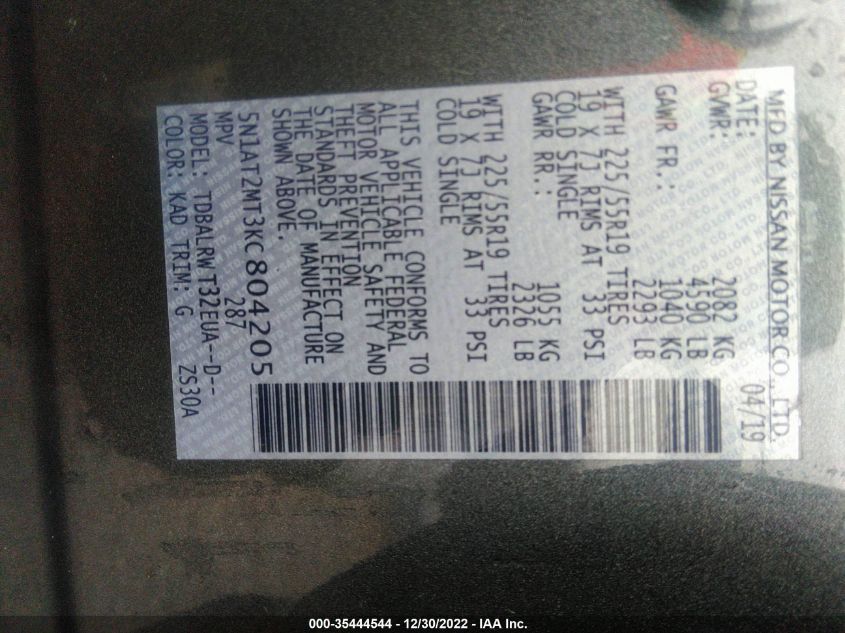 MFD BY NISSAN MOTOR CO., LTD.
DATE: 04/19
GVWR: 2082 KG
4590 LB
GAWR FR.: 1040 KG
2293 LB
WITH 225/55R19 TIRES
19 X 7J RIMS AT 33 PSI
COLD SINGLE
GAWR RR.: 1055 KG
2326 LB
WITH 225/55R19 TIRES
19 X 7J RIMS AT 33 PSI
COLD SINGLE
THIS VEHICLE CONFORMS TO
ALL APPLICABLE FEDERAL
MOTOR VEHICLE SAFETY AND
THEFT PREVENTION
STANDARDS IN EFFECT ON
THE DATE OF MANUFACTURE
SHOWN ABOVE.
5N1AT2MT3KC804205
MPV 287
MODEL: TDBALRW T32EUA--D--
COLOR: KAD TRIM: G ZS30A
000-35444544 - 12/30/2022 - IAA Inc.